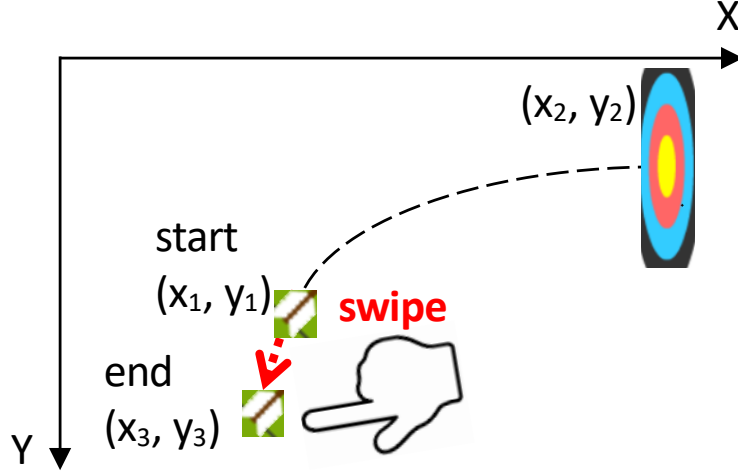 X
(x₂, y₂)
start
(x₁, y₁)
swipe
end
(x₃, y₃)
Y